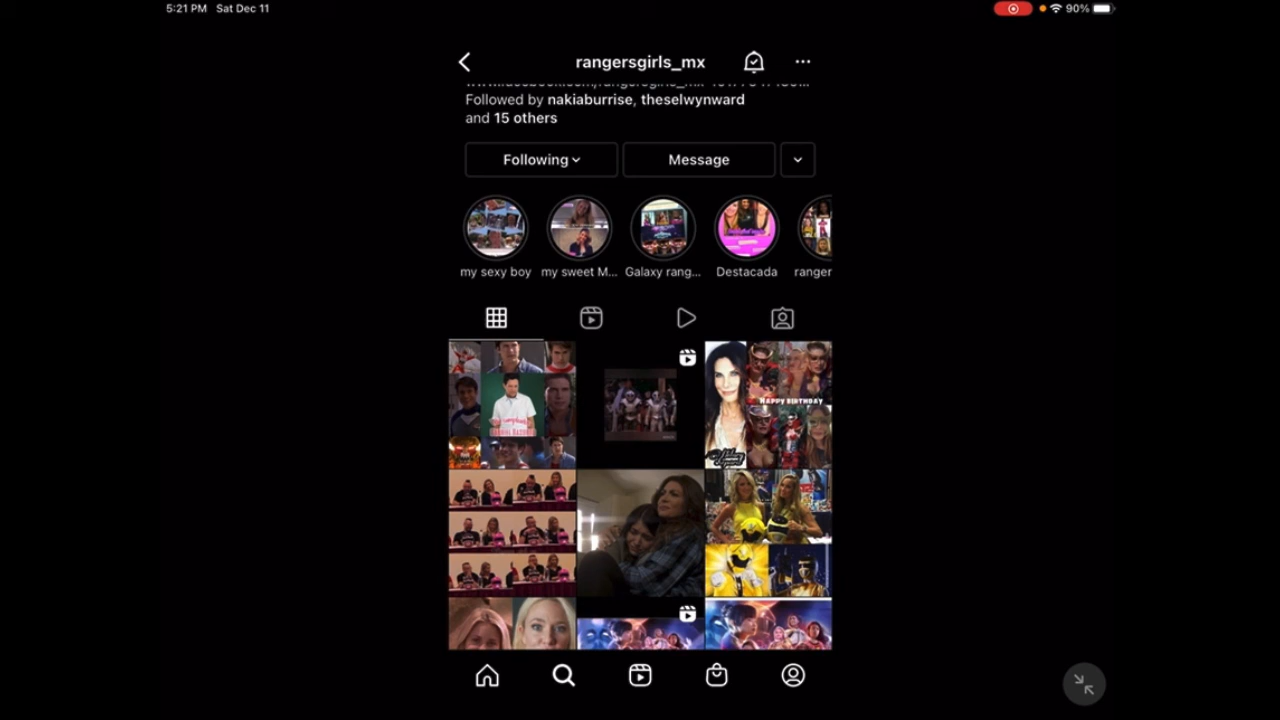 5:21 PM Sat Dec 11
90%
rangersgirls_mx
Followed by nakiaburrise, theselwynward
and 15 others
Following
Message
my sexy boy
my sweet M...
Galaxy rang...
Destacada
ranger
HAPPY BIRTHDAY